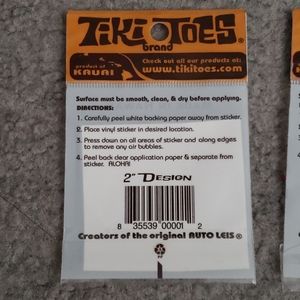 TiKi TOES®
brand
product of
KAUAI
Check out all our products at:
www.tikitoes.com
Surface must be smooth, clean, & dry before applying.
DIRECTIONS:
1. Carefully peel white backing paper away from sticker.
2. Place vinyl sticker in desired location.
3. Press down on all areas of sticker and along edges
to remove any air bubbles.
4. Peel back clear application paper & separate from
sticker. ALOHA!
2" DESIGN
8 35539 00001 2
Creators of the original AUTO LEIS®